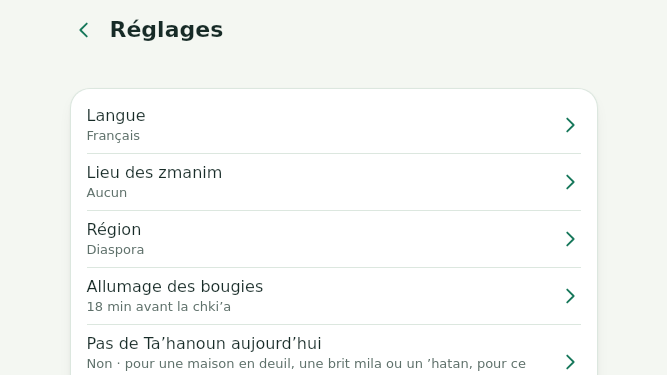 Réglages
Langue
Français
Lieu des zmanim
Aucun
Région
Diaspora
Allumage des bougies
18 min avant la chki’a
Pas de Ta’hanoun aujourd’hui
Non · pour une maison en deuil, une brit mila ou un ’hatan, pour ce